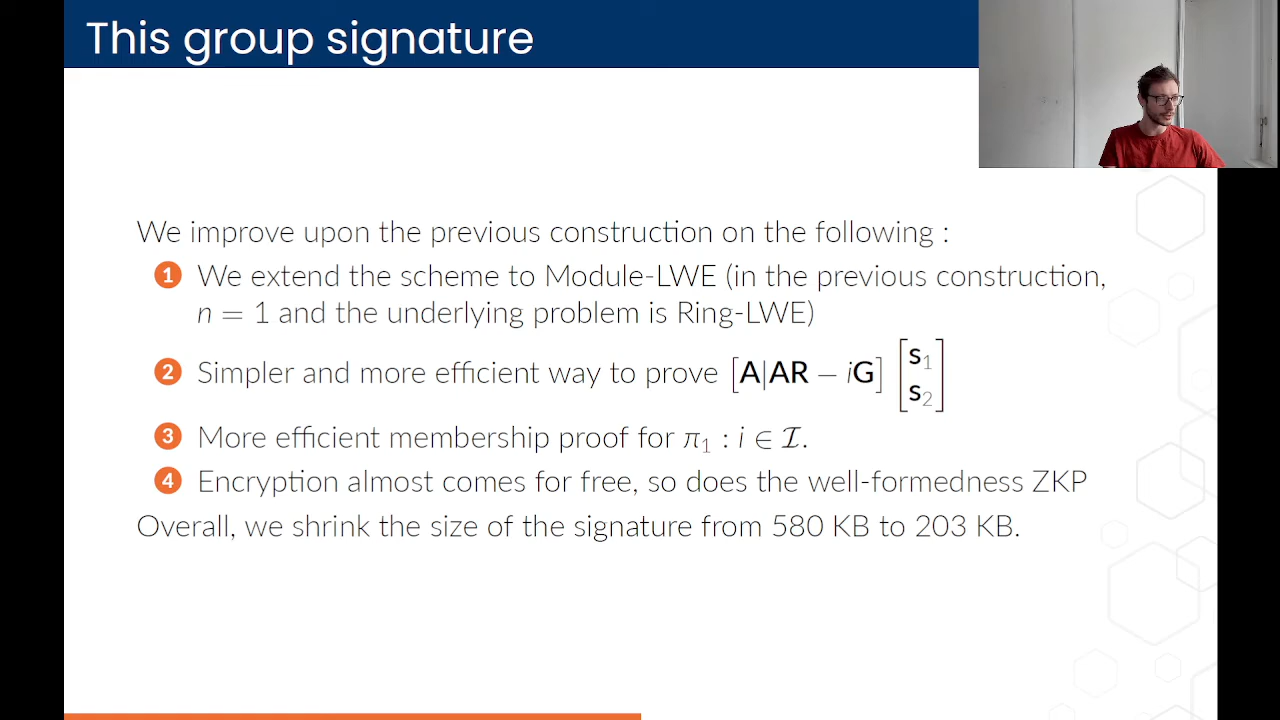 This group signature
We improve upon the previous construction on the following :
1 We extend the scheme to Module-LWE (in the previous construction,
n = 1 and the underlying problem is Ring-LWE)
2 Simpler and more efficient way to prove [A|AR − iG] [s₁ s₂]
3 More efficient membership proof for π₁ : i ∈ 𝓘.
4 Encryption almost comes for free, so does the well-formedness ZKP
Overall, we shrink the size of the signature from 580 KB to 203 KB.